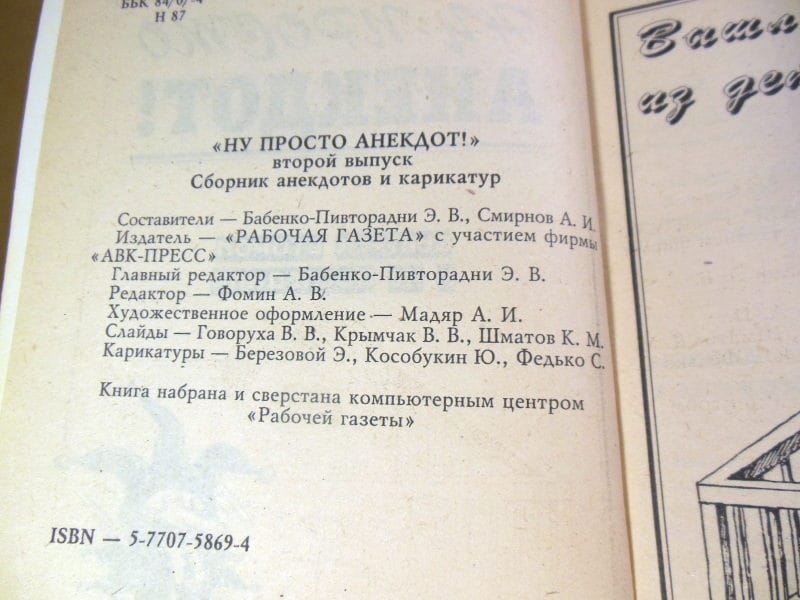 ББК 84/0/-4
Н 87
«НУ ПРОСТО АНЕКДОТ!»
второй выпуск
Сборник анекдотов и карикатур
Составители — Бабенко-Пивторадни Э. В., Смирнов А. И.
Издатель — «РАБОЧАЯ ГАЗЕТА» с участием фирмы
«АВК-ПРЕСС»
Главный редактор — Бабенко-Пивторадни Э. В.
Редактор — Фомин А. В.
Художественное оформление — Мадяр А. И.
Слайды — Говоруха В. В., Крымчак В. В., Шматов К. М.
Карикатуры — Березовой Э., Кособукин Ю., Федько С.
Книга набрана и сверстана компьютерным центром
«Рабочей газеты»
ISBN — 5-7707-5869-4
из